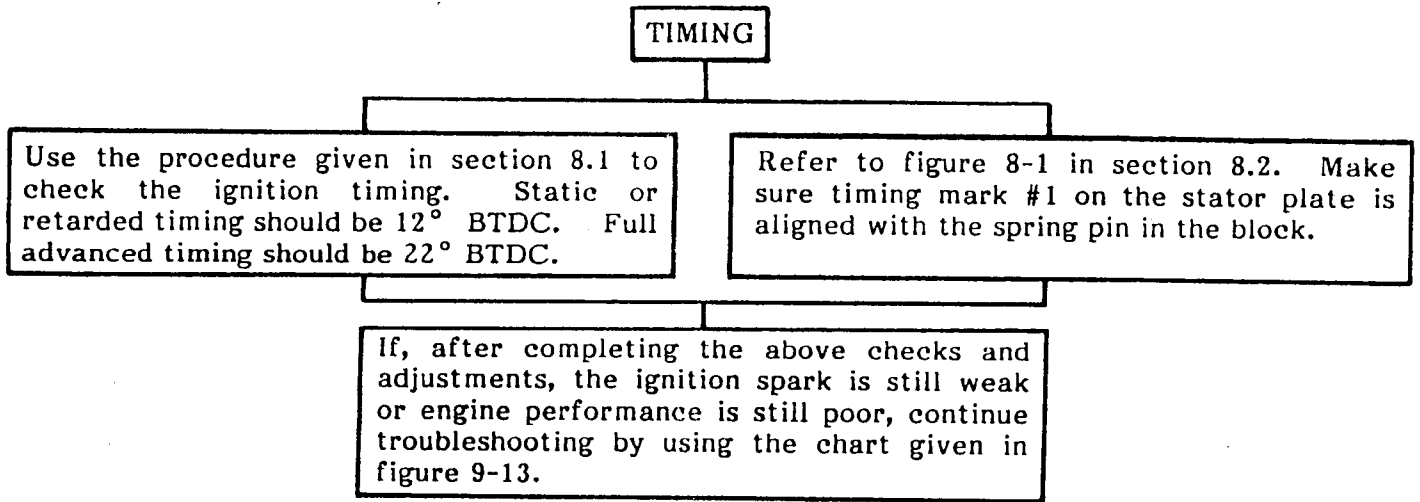 TIMING
Use the procedure given in section 8.1 to
check the ignition timing. Static or
retarded timing should be 12° BTDC. Full
advanced timing should be 22° BTDC.
Refer to figure 8-1 in section 8.2. Make
sure timing mark #1 on the stator plate is
aligned with the spring pin in the block.
If, after completing the above checks and
adjustments, the ignition spark is still weak
or engine performance is still poor, continue
troubleshooting by using the chart given in
figure 9-13.